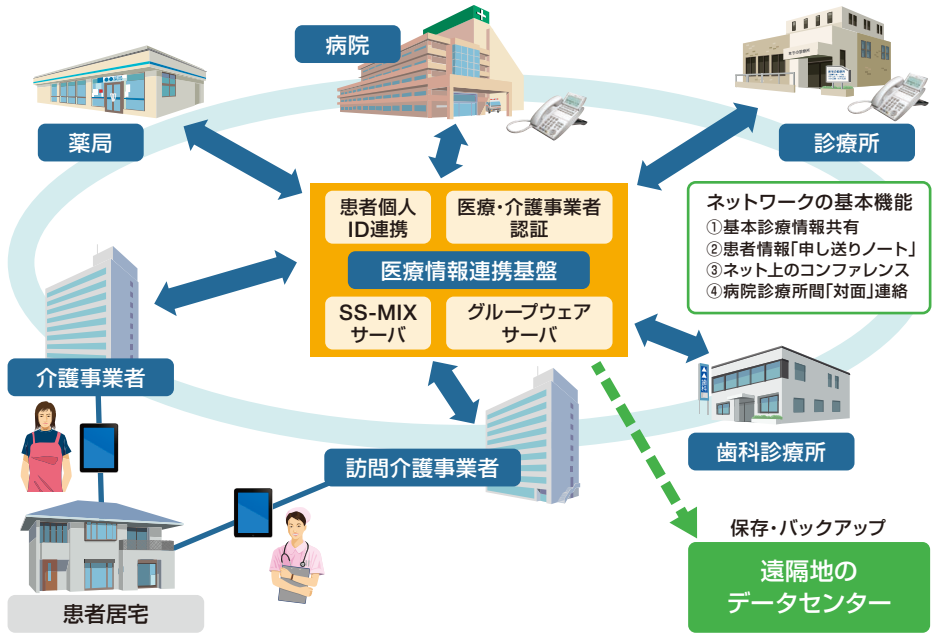 病院
薬局
診療所
患者個人
ID連携
医療・介護事業者
認証
医療情報連携基盤
SS-MIX
サーバ
グループウェア
サーバ
ネットワークの基本機能
①基本診療情報共有
②患者情報「申し送りノート」
③ネット上のコンファレンス
④病院診療所間「対面」連絡
介護事業者
訪問介護事業者
▲▲歯科
歯科診療所
患者居宅
保存・バックアップ
遠隔地の
データセンター